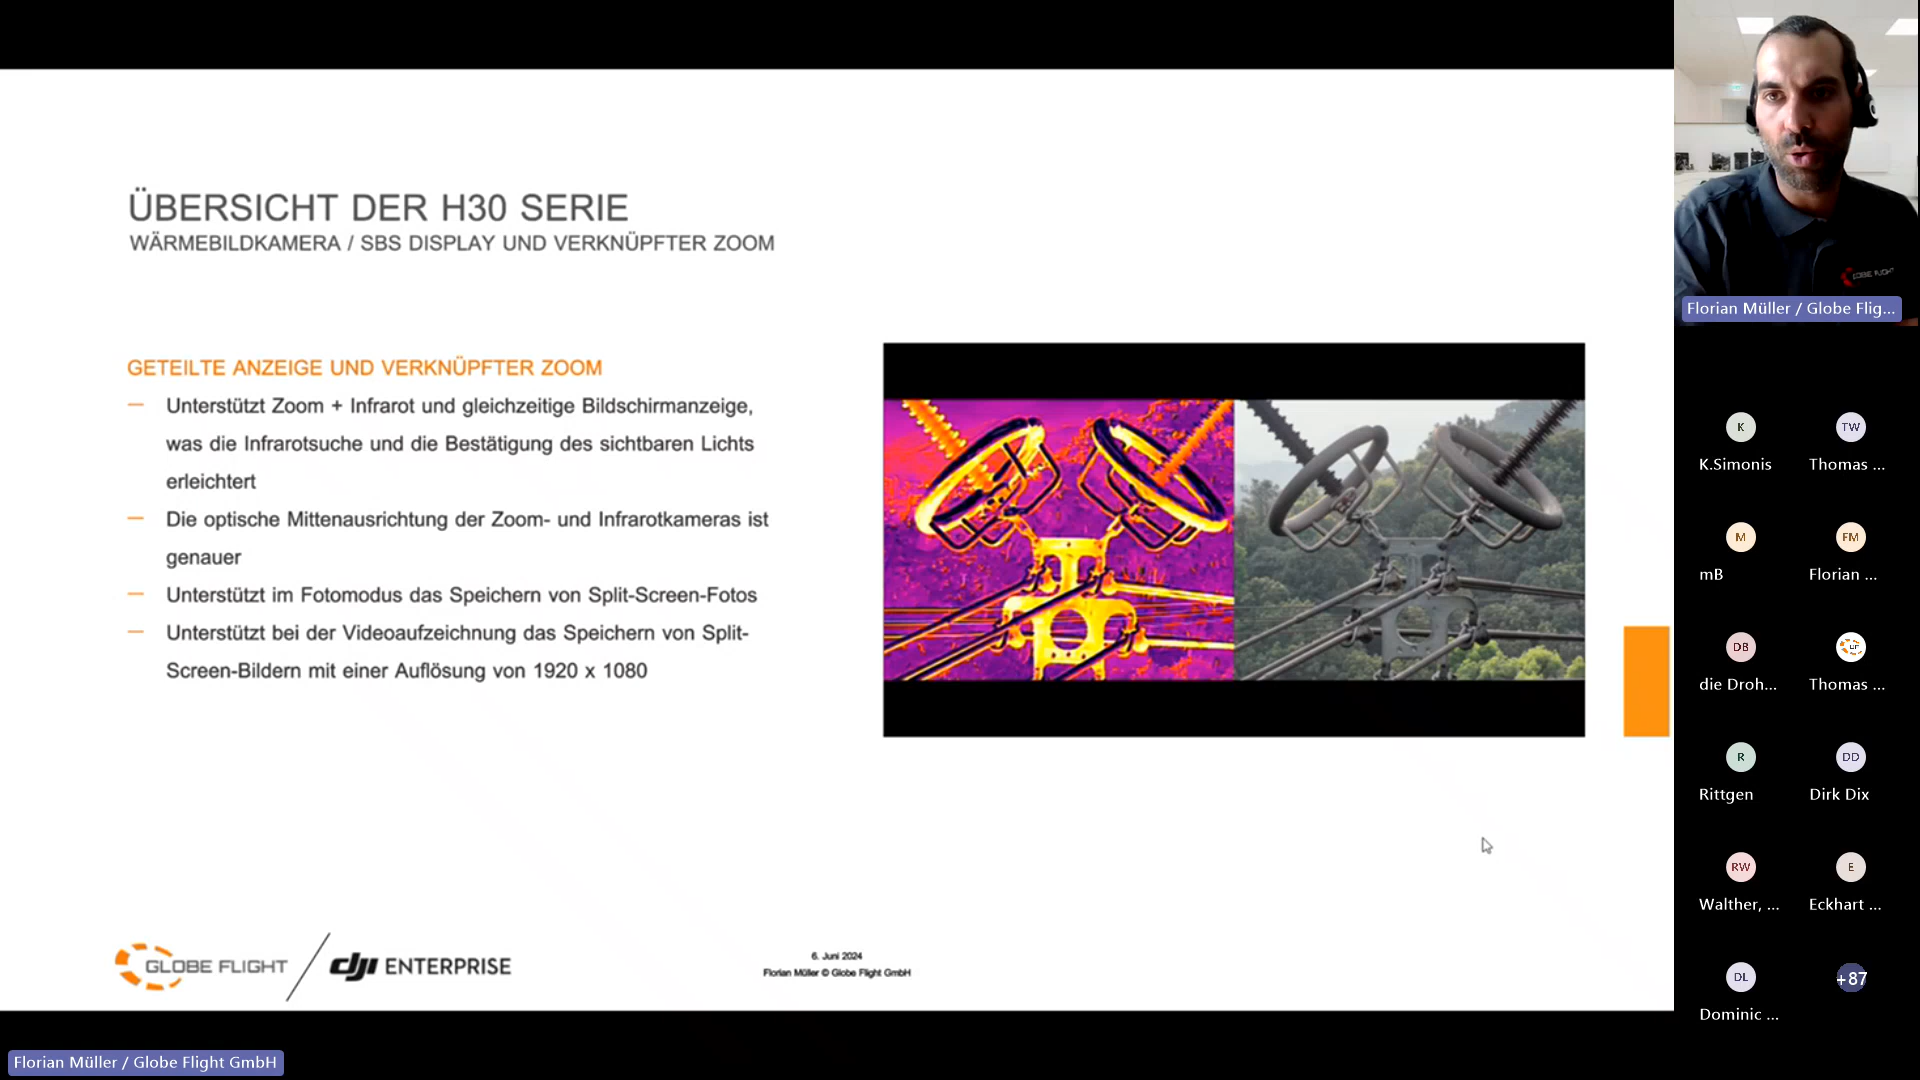 ÜBERSICHT DER H30 SERIE
WÄRMEBILDKAMERA / SBS DISPLAY UND VERKNÜPFTER ZOOM
GETEILTE ANZEIGE UND VERKNÜPFTER ZOOM
— Unterstützt Zoom + Infrarot und gleichzeitige Bildschirmanzeige,
was die Infrarotsuche und die Bestätigung des sichtbaren Lichts
erleichtert
— Die optische Mittenausrichtung der Zoom- und Infrarotkameras ist
genauer
— Unterstützt im Fotomodus das Speichern von Split-Screen-Fotos
— Unterstützt bei der Videoaufzeichnung das Speichern von Split-
Screen-Bildern mit einer Auflösung von 1920 x 1080
GLOBE FLIGHT
dji ENTERPRISE
6. Juni 2024
Florian Müller © Globe Flight GmbH
Florian Müller / Globe Flight GmbH
GLOBE FLIGHT
Florian Müller / Globe Flig...
K
TW
K.Simonis
Thomas ...
M
FM
mB
Florian ...
DB
GF
die Droh...
Thomas ...
R
DD
Rittgen
Dirk Dix
RW
E
Walther, ...
Eckhart ...
DL
+87
Dominic ...